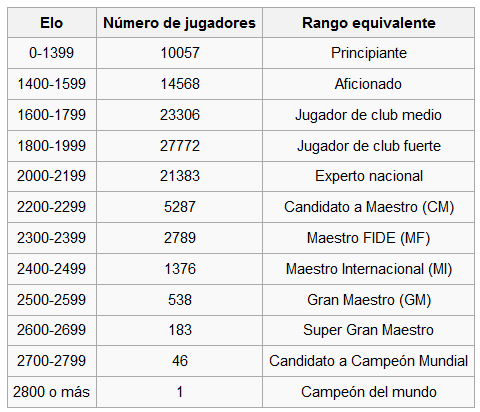 Elo Número de jugadores Rango equivalente
0-1399 10057 Principiante
1400-1599 14568 Aficionado
1600-1799 23306 Jugador de club medio
1800-1999 27772 Jugador de club fuerte
2000-2199 21383 Experto nacional
2200-2299 5287 Candidato a Maestro (CM)
2300-2399 2789 Maestro FIDE (MF)
2400-2499 1376 Maestro Internacional (MI)
2500-2599 538 Gran Maestro (GM)
2600-2699 183 Super Gran Maestro
2700-2799 46 Candidato a Campeón Mundial
2800 o más 1 Campeón del mundo